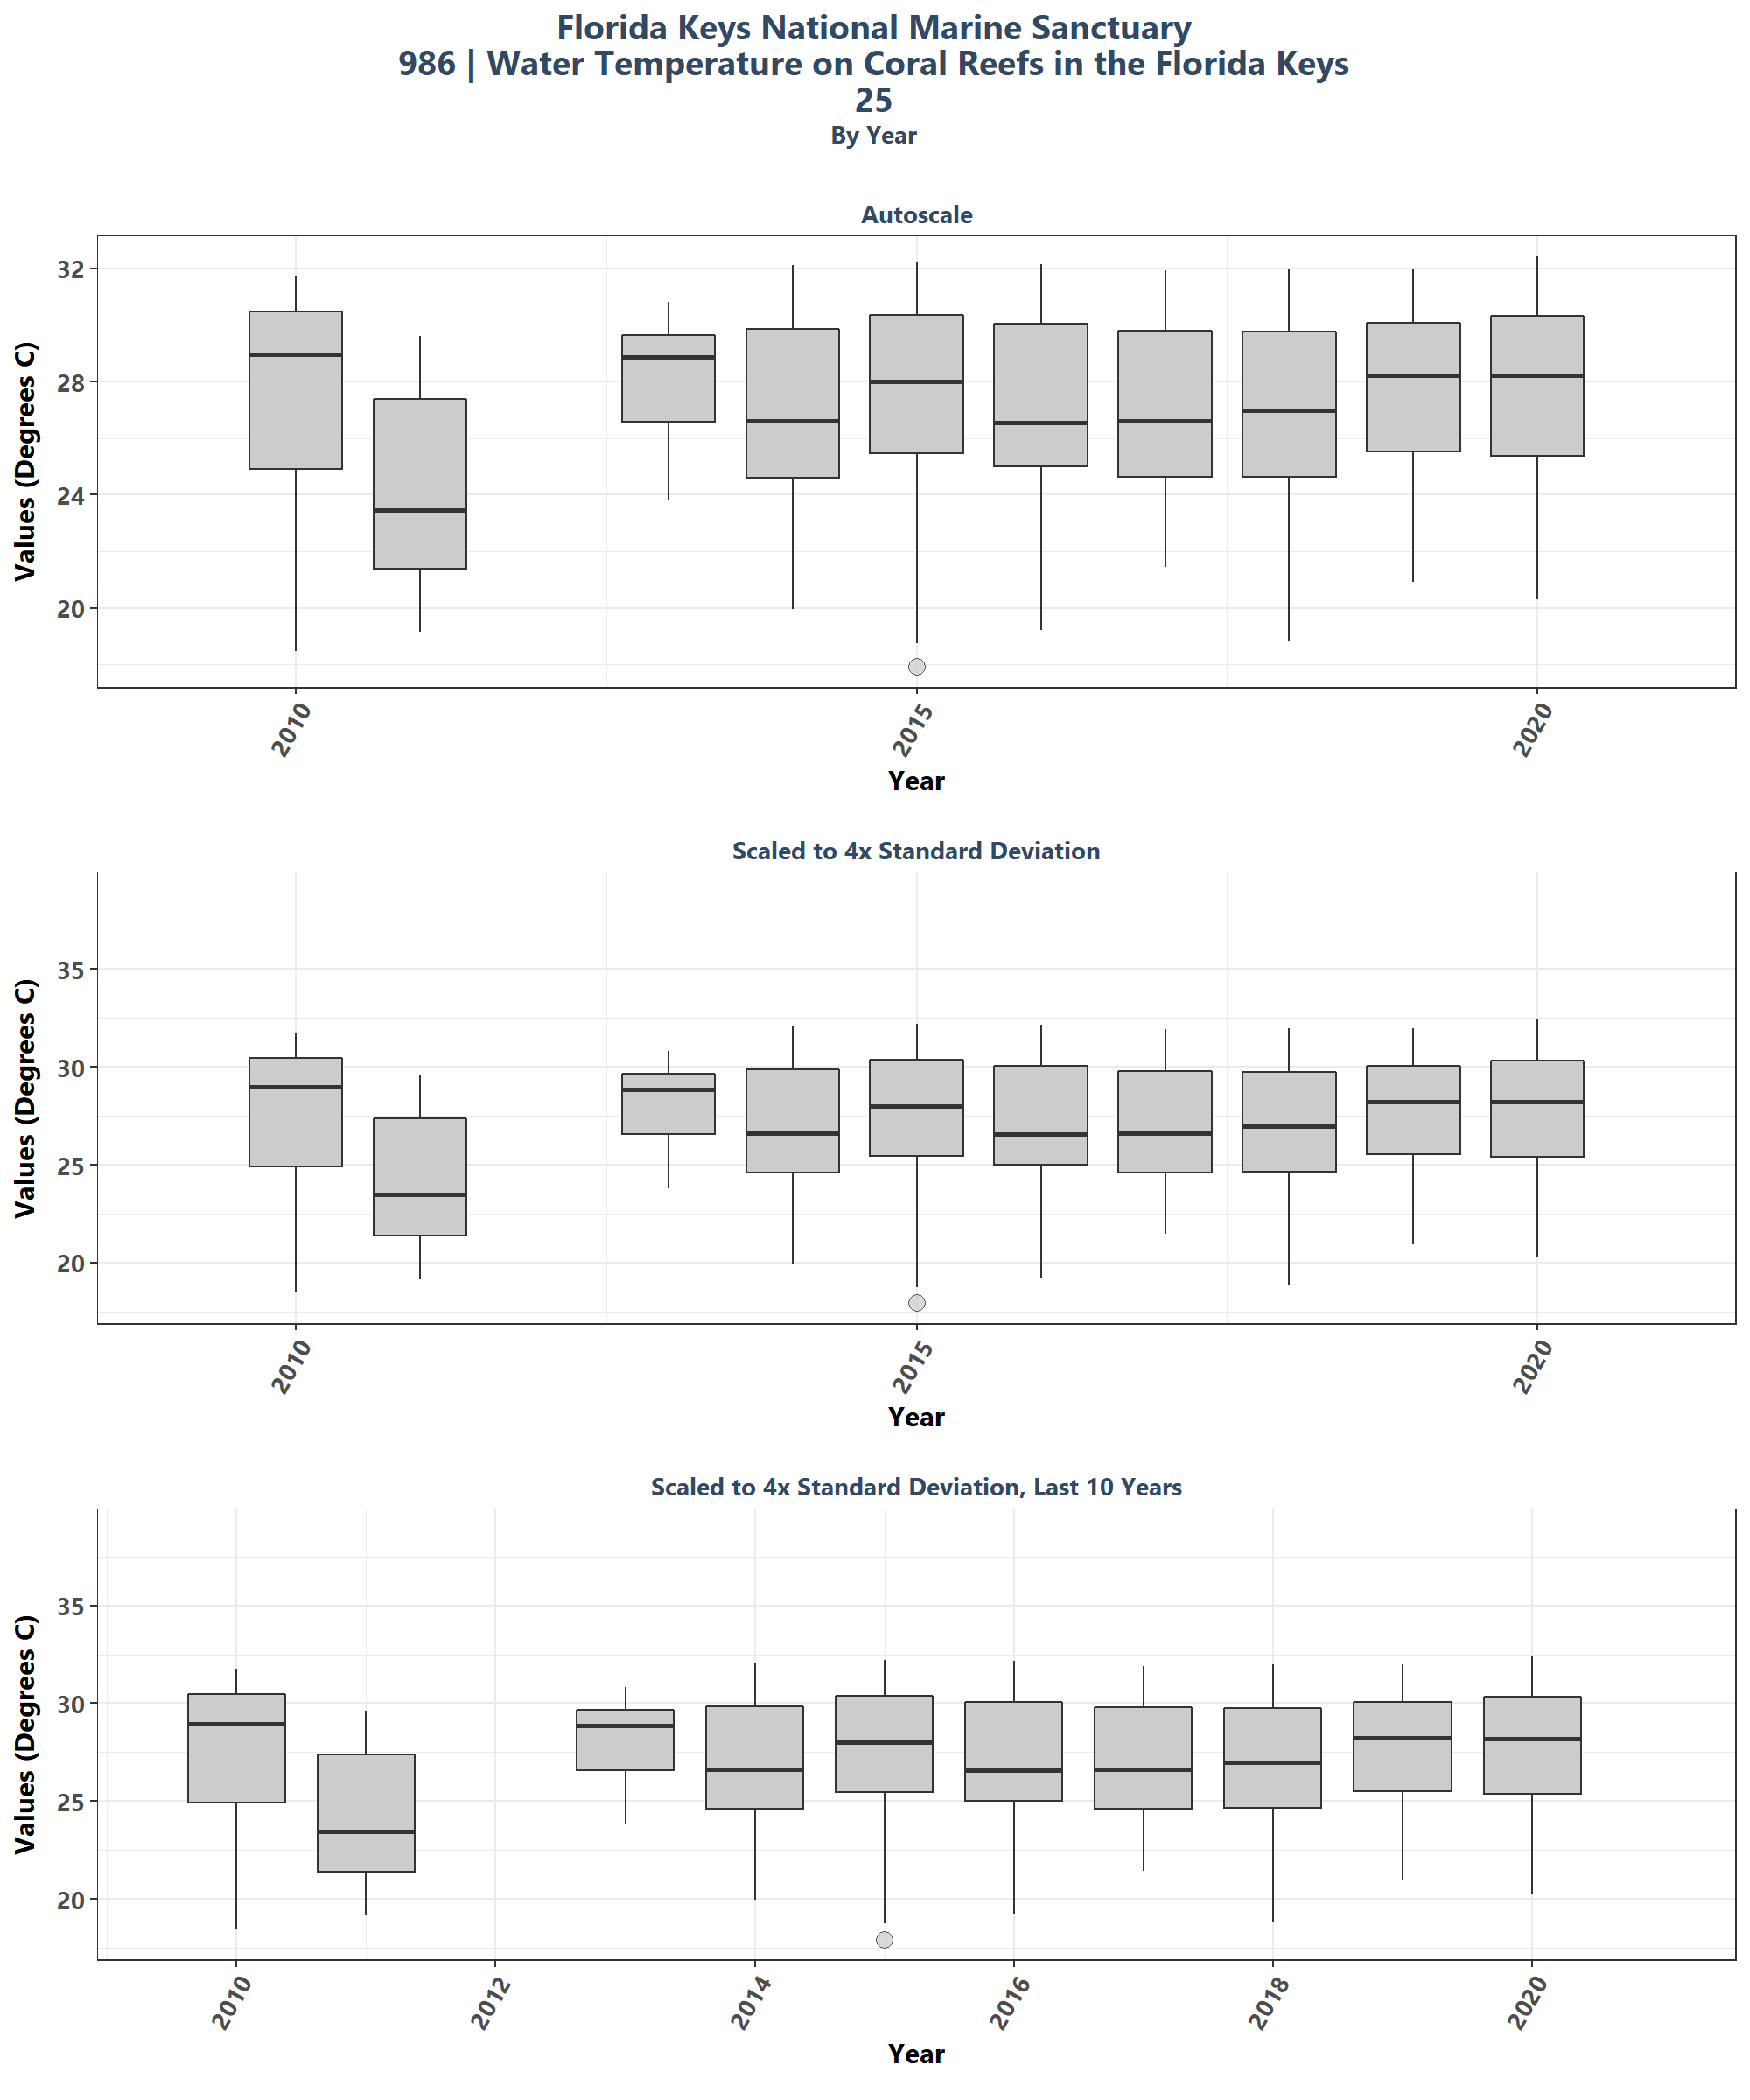 Florida Keys National Marine Sanctuary
986 | Water Temperature on Coral Reefs in the Florida Keys
25
By Year
Autoscale
Values (Degrees C)
32
28
24
20
2010
2015
2020
Year
Scaled to 4x Standard Deviation
Values (Degrees C)
35
30
25
20
2010
2015
2020
Year
Scaled to 4x Standard Deviation, Last 10 Years
Values (Degrees C)
35
30
25
20
2010
2012
2014
2016
2018
2020
Year